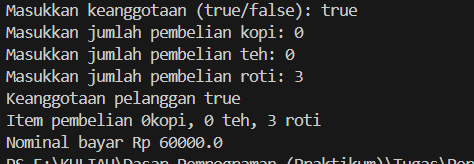 Masukkan keanggotaan (true/false): true
Masukkan jumlah pembelian kopi: 0
Masukkan jumlah pembelian teh: 0
Masukkan jumlah pembelian roti: 3
Keanggotaan pelanggan true
Item pembelian 0kopi, 0 teh, 3 roti
Nominal bayar Rp 60000.0
PS E:\KULIAH\Dasar Pemrograman (Praktikum)\Tugas\